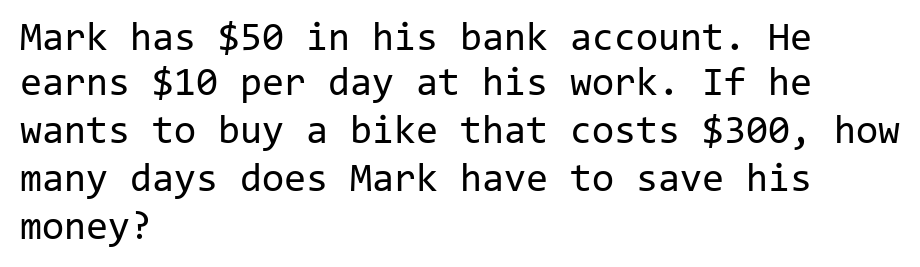 Mark has $50 in his bank account. He
earns $10 per day at his work. If he
wants to buy a bike that costs $300, how
many days does Mark have to save his
money?